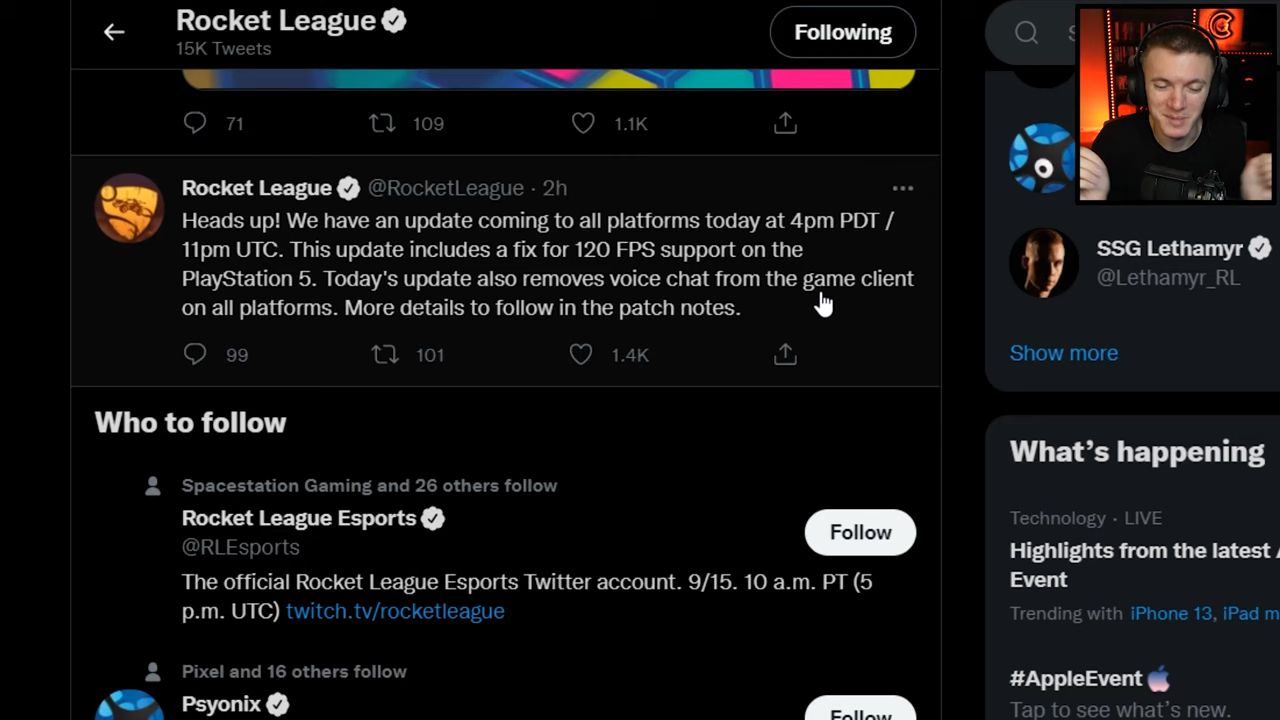 Rocket League
15K Tweets
Following
71
109
1.1K
Rocket League @RocketLeague · 2h
Heads up! We have an update coming to all platforms today at 4pm PDT /
11pm UTC. This update includes a fix for 120 FPS support on the
PlayStation 5. Today's update also removes voice chat from the game client
on all platforms. More details to follow in the patch notes.
99
101
1.4K
Who to follow
Spacestation Gaming and 26 others follow
Rocket League Esports
@RLEsports
Follow
The official Rocket League Esports Twitter account. 9/15. 10 a.m. PT (5
p.m. UTC) twitch.tv/rocketleague
Pixel and 16 others follow
Psyonix
Follow
SSG Lethamyr
@Lethamyr_RL
Show more
What's happening
Technology · LIVE
Highlights from the latest
Event
Trending with iPhone 13, iPad
#AppleEvent
Tap to see what's new.